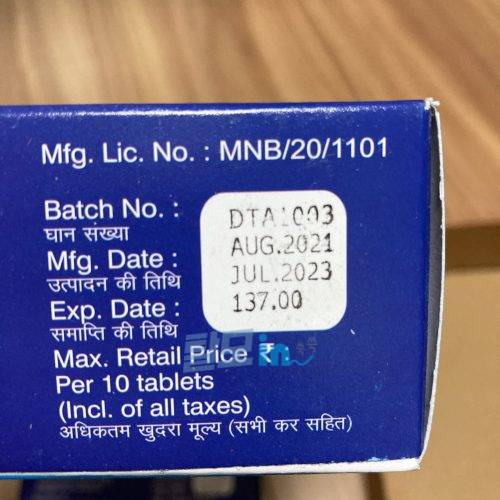 Mfg. Lic. No. : MNB/20/1101
Batch No. : DTA1003
घान संख्या
Mfg. Date : AUG.2021
उत्पादन की तिथि
Exp. Date : JUL.2023
समाप्ति की तिथि
Max. Retail Price ₹ 137.00
Per 10 tablets
(Incl. of all taxes)
अधिकतम खुदरा मूल्य (सभी कर सहित)